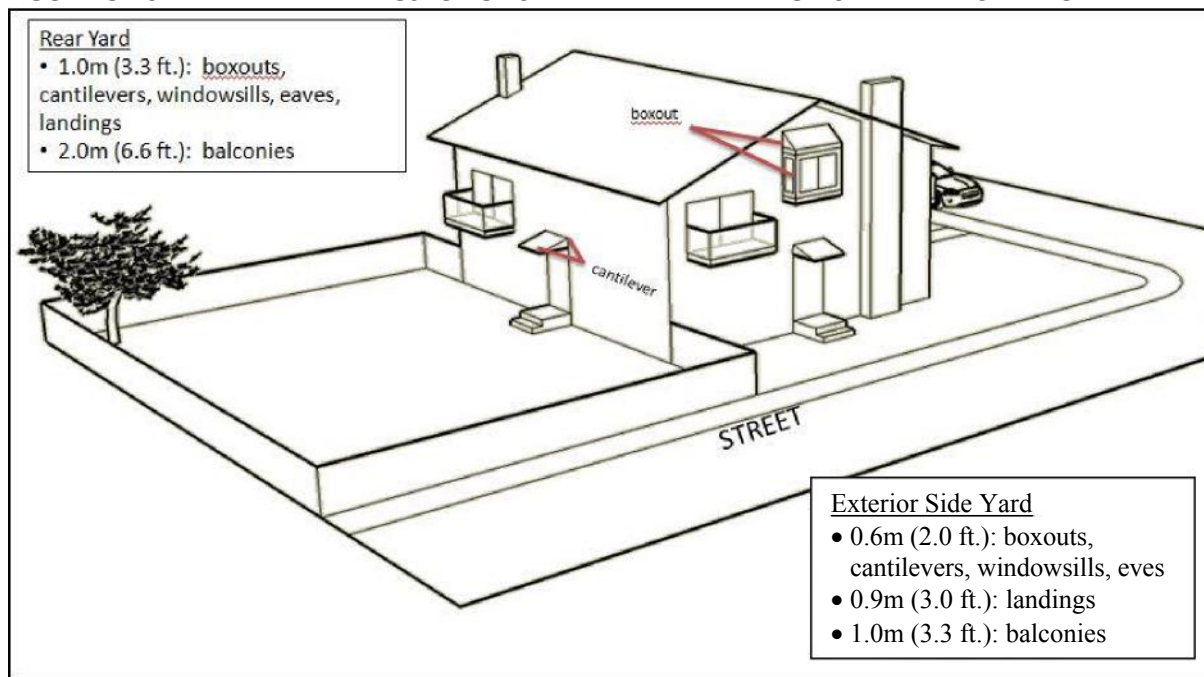 Rear Yard
• 1.0m (3.3 ft.): boxouts,
cantilevers, windowsills, eaves,
landings
• 2.0m (6.6 ft.): balconies
boxout
cantilever
STREET
Exterior Side Yard
• 0.6m (2.0 ft.): boxouts,
cantilevers, windowsills, eves
• 0.9m (3.0 ft.): landings
• 1.0m (3.3 ft.): balconies